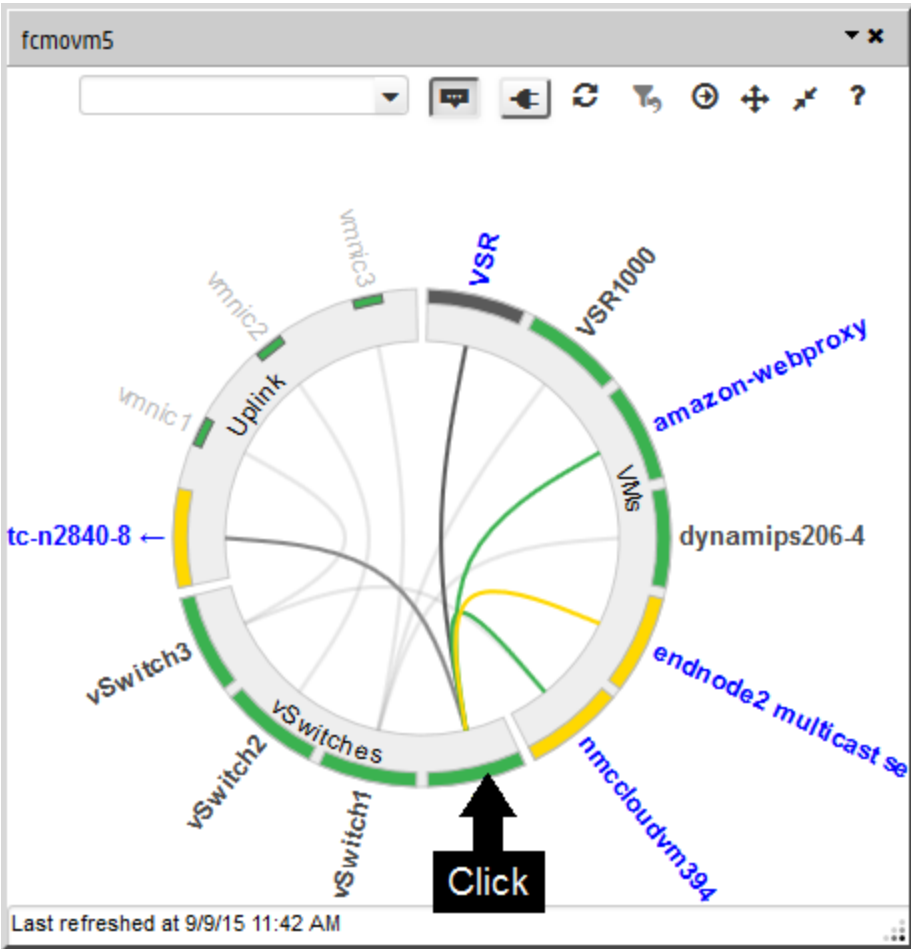 fcmovm5
?
vmnic3
VSR
VSR1000
vmnic2
amazon-webproxy
vmnic1
Uplink
VMs
tc-n2840-8 ←
dynamips206-4
vSwitch3
vSwitches
endnode2 multicast se
vSwitch2
nmccloudvm394
vSwitch1
Click
Last refreshed at 9/9/15 11:42 AM